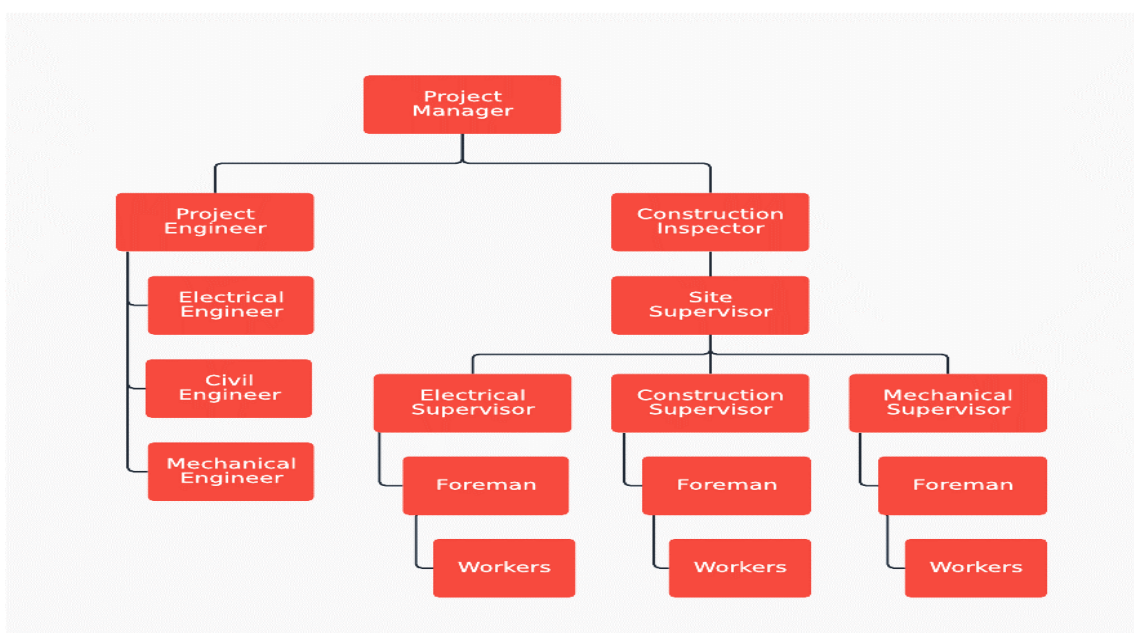 Project
Manager
Project
Engineer
Construction
Inspector
Electrical
Engineer
Site
Supervisor
Civil
Engineer
Electrical
Supervisor
Construction
Supervisor
Mechanical
Supervisor
Mechanical
Engineer
Foreman
Foreman
Foreman
Workers
Workers
Workers